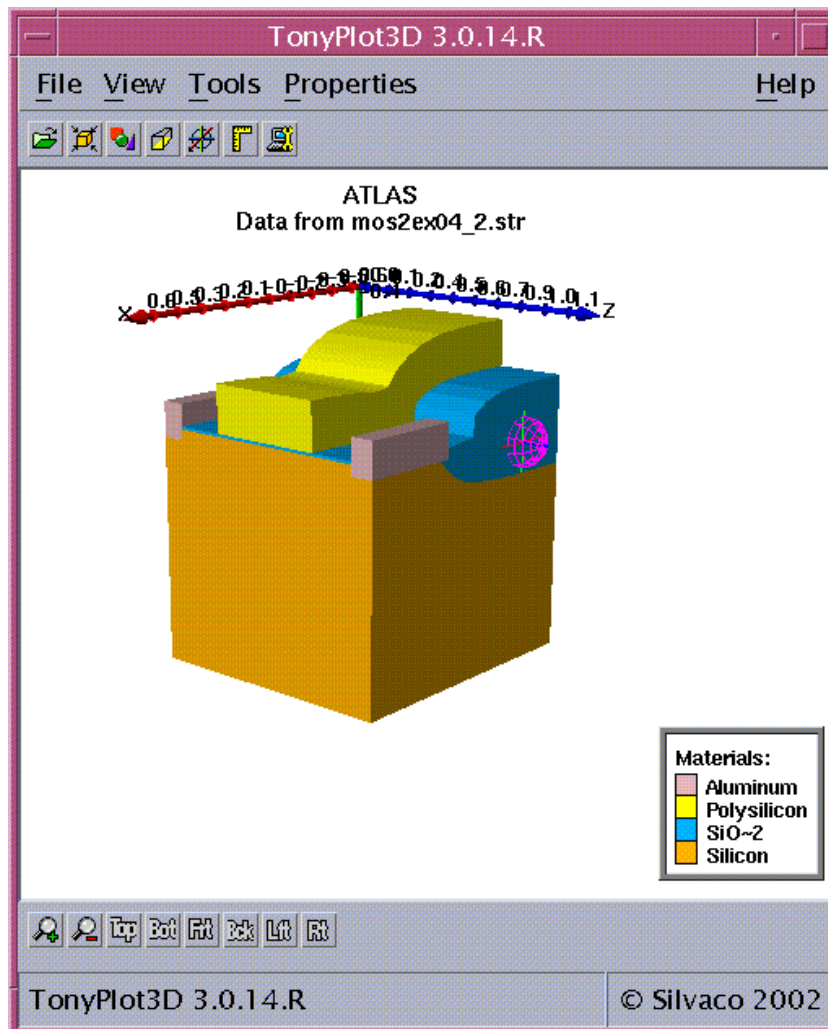 TonyPlot3D 3.0.14.R
File View Tools Properties Help
ATLAS
Data from mos2ex04_2.str
X Z
Materials:
Aluminum
Polysilicon
SiO~2
Silicon
Top Bot Frt Bck Lft Rt
TonyPlot3D 3.0.14.R © Silvaco 2002